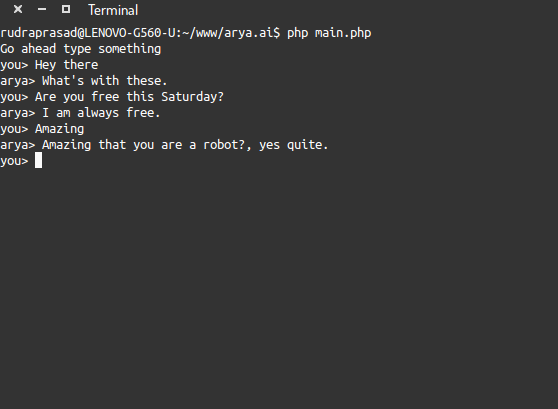 Terminal
rudraprasad@LENOVO-G560-U:~/www/arya.ai$ php main.php
Go ahead type something
you> Hey there
arya> What's with these.
you> Are you free this Saturday?
arya> I am always free.
you> Amazing
arya> Amazing that you are a robot?, yes quite.
you>